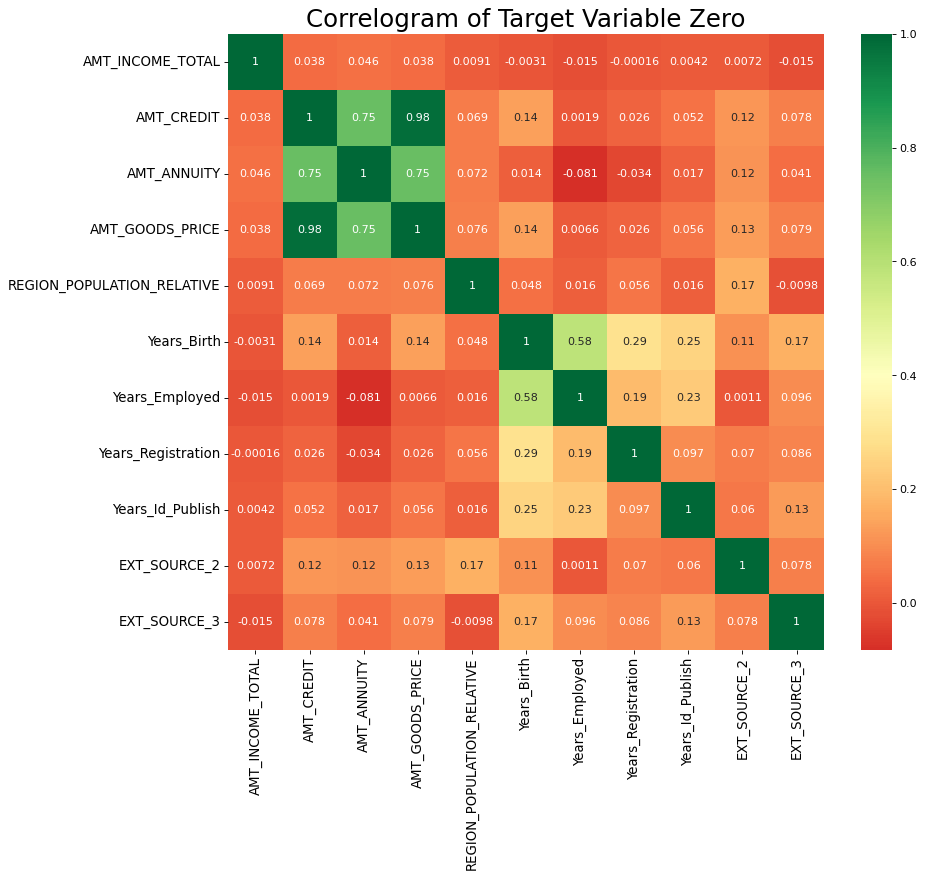 Correlogram of Target Variable Zero
AMT_INCOME_TOTAL 1 0.038 0.046 0.038 0.0091 -0.0031 -0.015 -0.00016 0.0042 0.0072 -0.015
AMT_CREDIT 0.038 1 0.75 0.98 0.069 0.14 0.0019 0.026 0.052 0.12 0.078
AMT_ANNUITY 0.046 0.75 1 0.75 0.072 0.014 -0.081 -0.034 0.017 0.12 0.041
AMT_GOODS_PRICE 0.038 0.98 0.75 1 0.076 0.14 0.0066 0.026 0.056 0.13 0.079
REGION_POPULATION_RELATIVE 0.0091 0.069 0.072 0.076 1 0.048 0.016 0.056 0.016 0.17 -0.0098
Years_Birth -0.0031 0.14 0.014 0.14 0.048 1 0.58 0.29 0.25 0.11 0.17
Years_Employed -0.015 0.0019 -0.081 0.0066 0.016 0.58 1 0.19 0.23 0.0011 0.096
Years_Registration -0.00016 0.026 -0.034 0.026 0.056 0.29 0.19 1 0.097 0.07 0.086
Years_Id_Publish 0.0042 0.052 0.017 0.056 0.016 0.25 0.23 0.097 1 0.06 0.13
EXT_SOURCE_2 0.0072 0.12 0.12 0.13 0.17 0.11 0.0011 0.07 0.06 1 0.078
EXT_SOURCE_3 -0.015 0.078 0.041 0.079 -0.0098 0.17 0.096 0.086 0.13 0.078 1
AMT_INCOME_TOTAL
AMT_CREDIT
AMT_ANNUITY
AMT_GOODS_PRICE
REGION_POPULATION_RELATIVE
Years_Birth
Years_Employed
Years_Registration
Years_Id_Publish
EXT_SOURCE_2
EXT_SOURCE_3
1.0
0.8
0.6
0.4
0.2
0.0